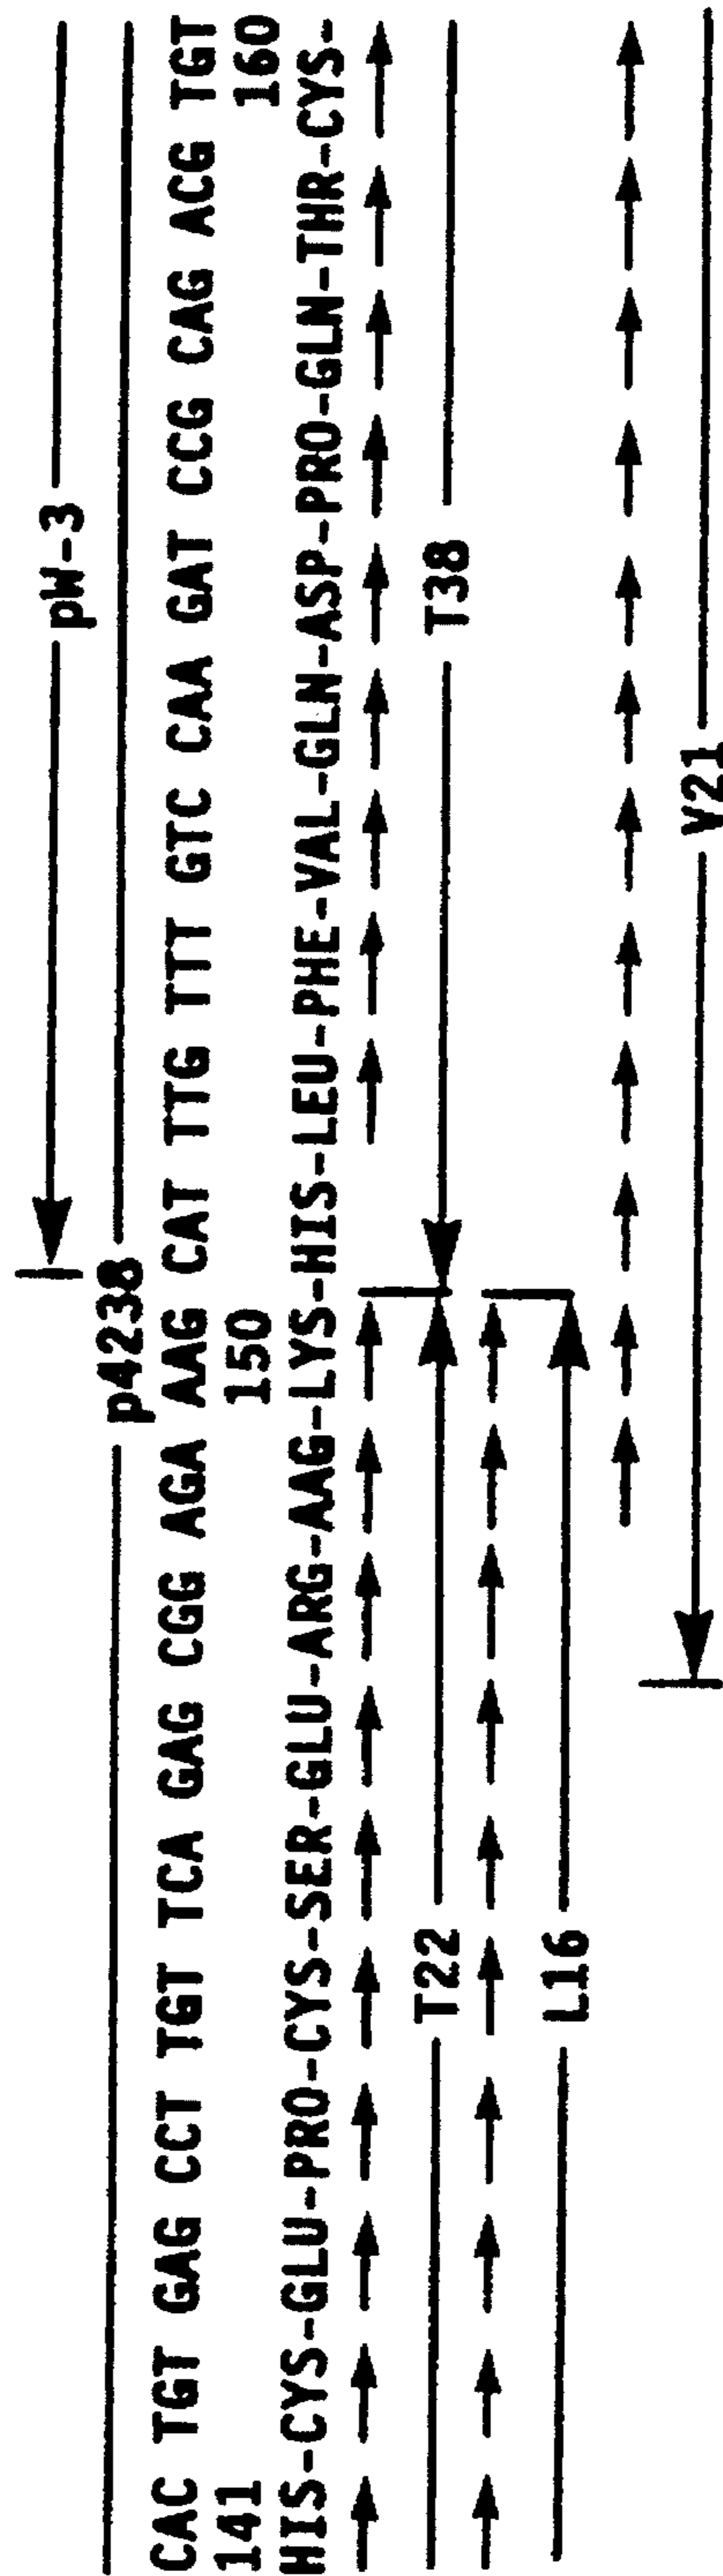 pW-3
p4238
CAC TGT GAG CCT TGT TCA GAG CGG AGA AAG CAT TTG TTT GTC CAA GAT CCG CAG ACG TGT
141 150 160
HIS-CYS-GLU-PRO-CYS-SER-GLU-ARG-AAG-LYS-HIS-LEU-PHE-VAL-GLN-ASP-PRO-GLN-THR-CYS-
T22 T38
L16
V21